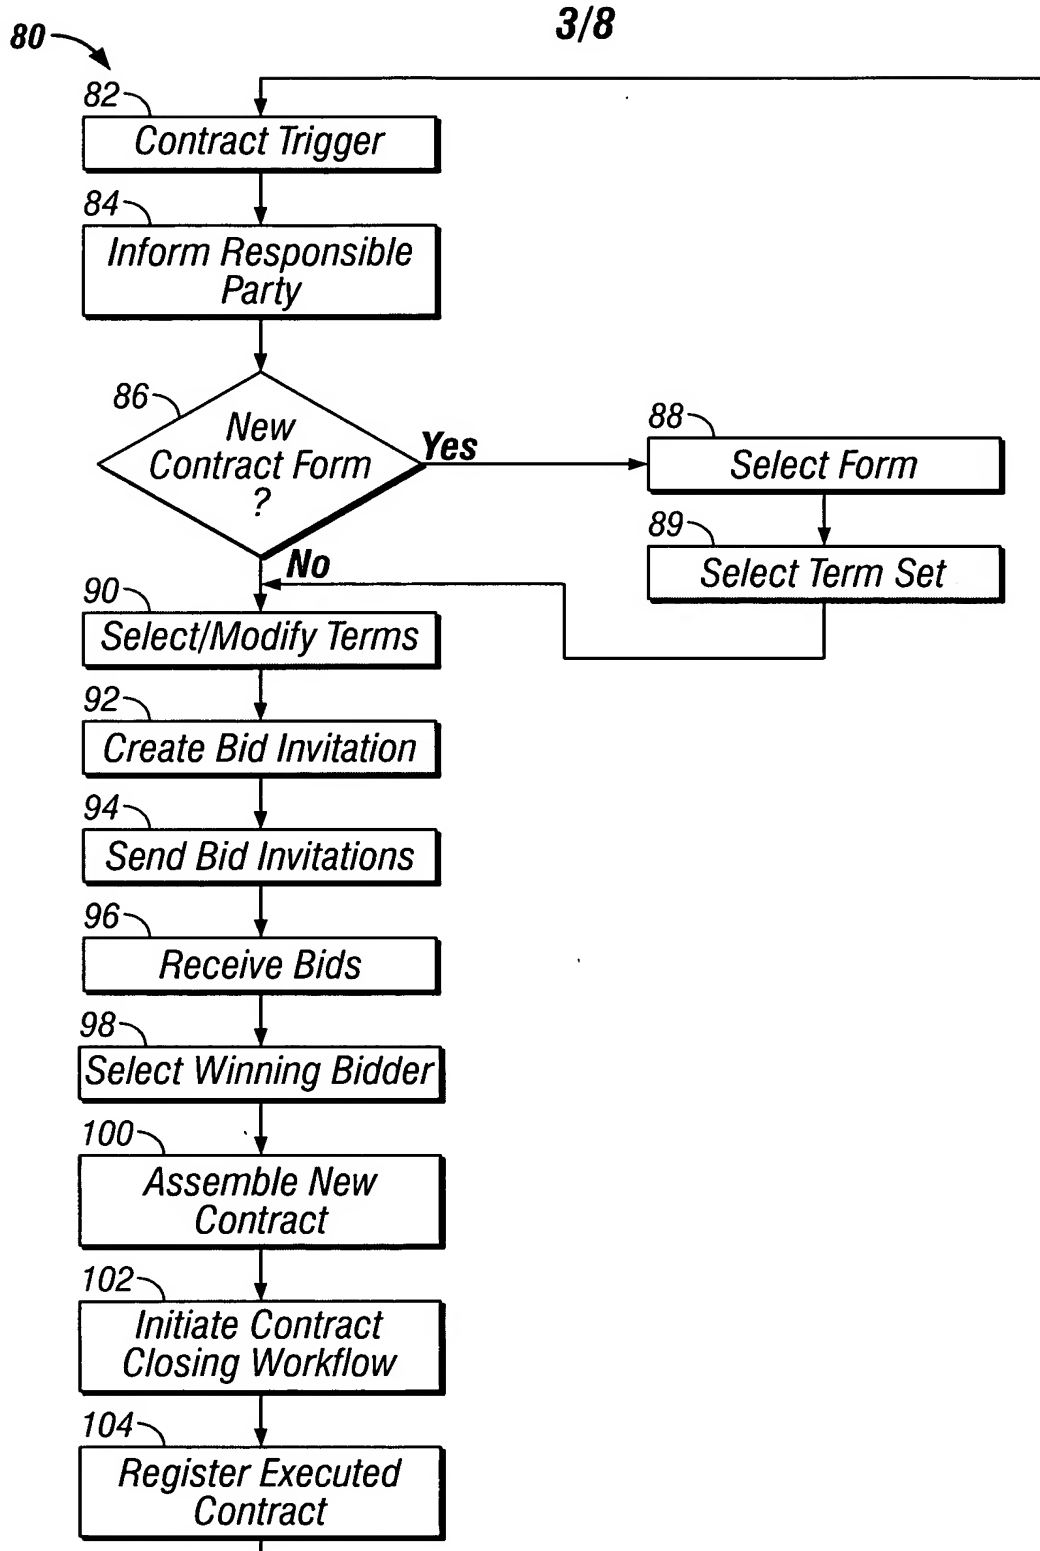 3/8
80
82
Contract Trigger
84
Inform Responsible
Party
86
New
Contract Form
?
Yes
88
Select Form
89
Select Term Set
No
90
Select/Modify Terms
92
Create Bid Invitation
94
Send Bid Invitations
96
Receive Bids
98
Select Winning Bidder
100
Assemble New
Contract
102
Initiate Contract
Closing Workflow
104
Register Executed
Contract